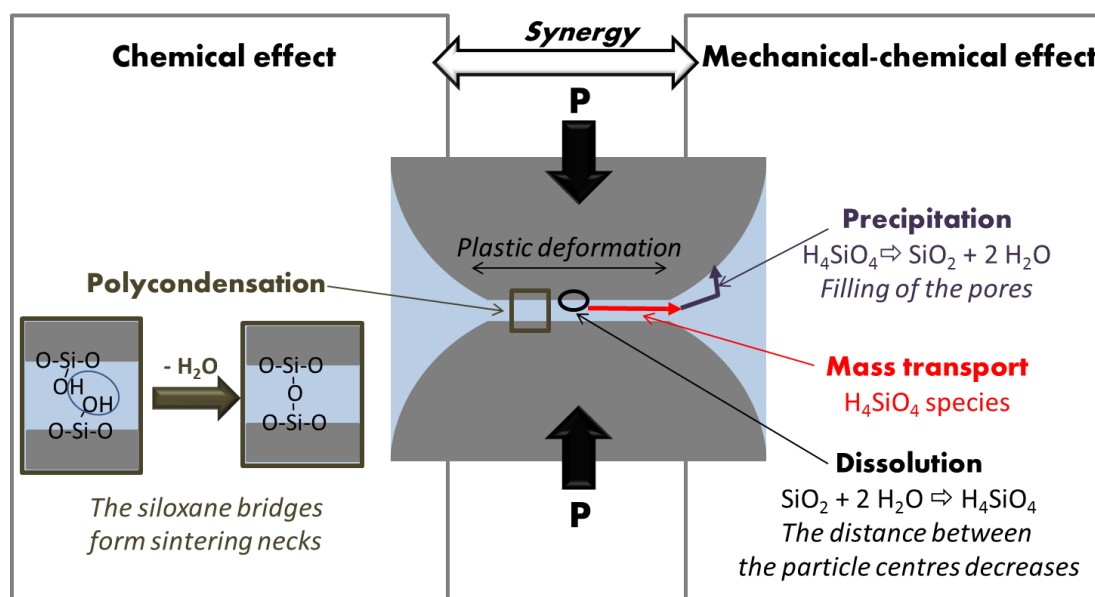 Synergy
Chemical effect
Mechanical-chemical effect
P
Plastic deformation
Precipitation
H₄SiO₄ ⇨ SiO₂ + 2 H₂O
Filling of the pores
Polycondensation
O-Si-O
OH
OH
O-Si-O
- H₂O
O-Si-O
O
O-Si-O
The siloxane bridges
form sintering necks
Mass transport
H₄SiO₄ species
Dissolution
SiO₂ + 2 H₂O ⇨ H₄SiO₄
The distance between
the particle centres decreases
P